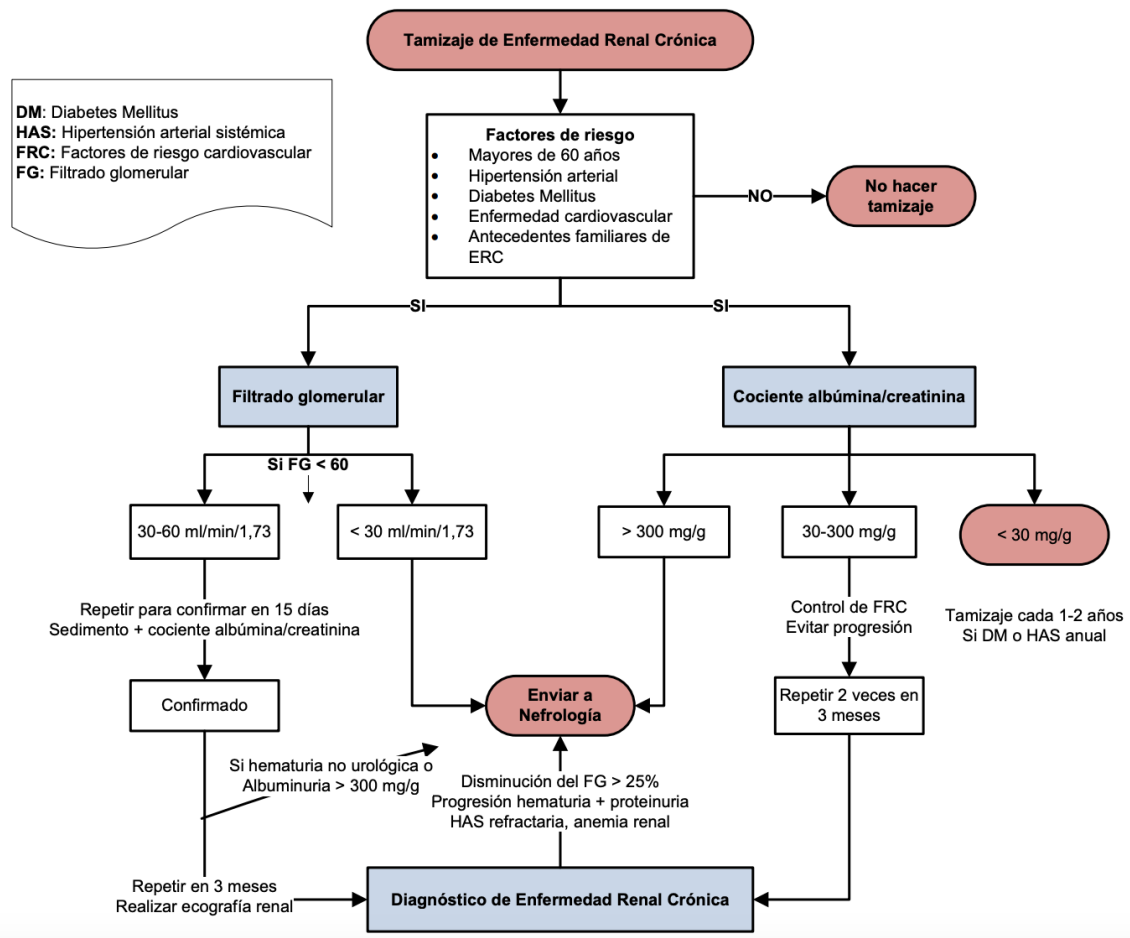 Tamizaje de Enfermedad Renal Crónica
DM: Diabetes Mellitus
HAS: Hipertensión arterial sistémica
FRC: Factores de riesgo cardiovascular
FG: Filtrado glomerular
Factores de riesgo
• Mayores de 60 años
• Hipertensión arterial
• Diabetes Mellitus
• Enfermedad cardiovascular
• Antecedentes familiares de
ERC
NO
No hacer
tamizaje
SI
SI
Filtrado glomerular
Cociente albúmina/creatinina
Si FG < 60
30-60 ml/min/1,73
< 30 ml/min/1,73
> 300 mg/g
30-300 mg/g
< 30 mg/g
Repetir para confirmar en 15 días
Sedimento + cociente albúmina/creatinina
Control de FRC
Evitar progresión
Tamizaje cada 1-2 años
Si DM o HAS anual
Confirmado
Enviar a
Nefrología
Repetir 2 veces en
3 meses
Si hematuria no urológica o
Albuminuria > 300 mg/g
Disminución del FG > 25%
Progresión hematuria + proteinuria
HAS refractaria, anemia renal
Repetir en 3 meses
Realizar ecografía renal
Diagnóstico de Enfermedad Renal Crónica